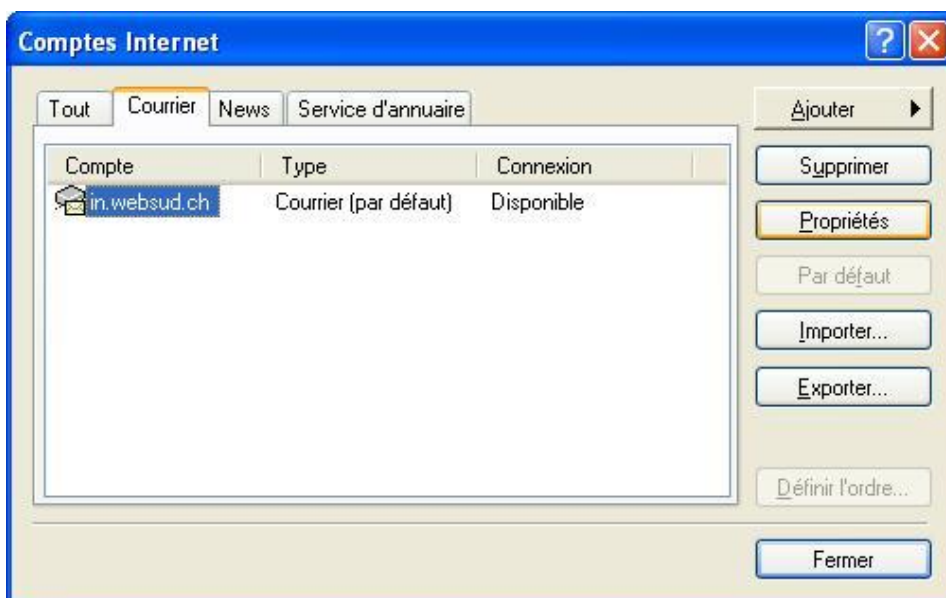 Comptes Internet
Tout Courrier News Service d'annuaire
Compte Type Connexion
in.websud.ch Courrier (par défaut) Disponible
Ajouter
Supprimer
Propriétés
Par défaut
Importer...
Exporter...
Définir l'ordre...
Fermer